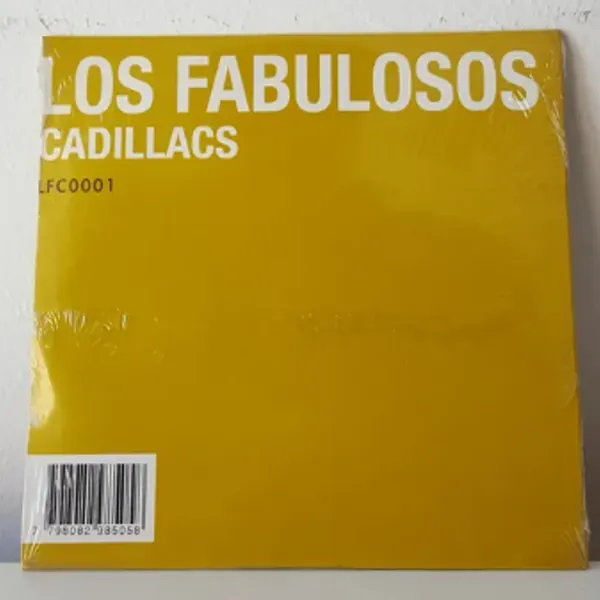 LOS FABULOSOS
CADILLACS
LFC0001
7 798082 985058